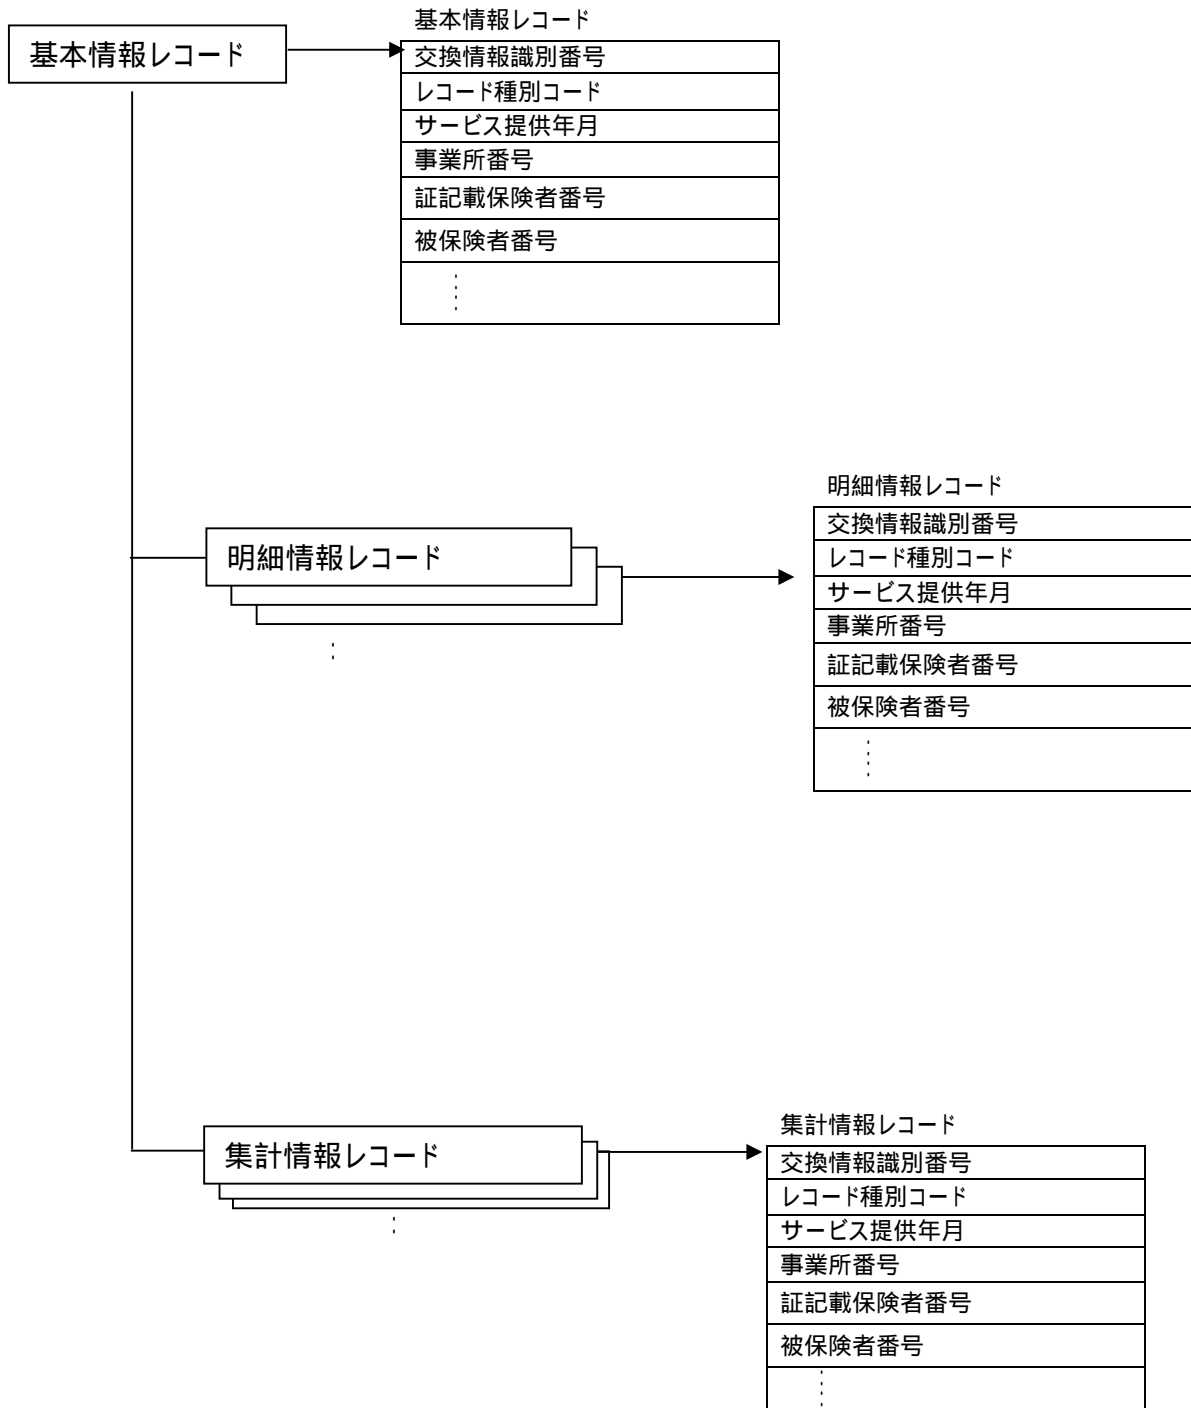 基本情報レコード
基本情報レコード
交換情報識別番号
レコード種別コード
サービス提供年月
事業所番号
証記載保険者番号
被保険者番号
明細情報レコード
明細情報レコード
交換情報識別番号
レコード種別コード
サービス提供年月
事業所番号
証記載保険者番号
被保険者番号
集計情報レコード
集計情報レコード
交換情報識別番号
レコード種別コード
サービス提供年月
事業所番号
証記載保険者番号
被保険者番号